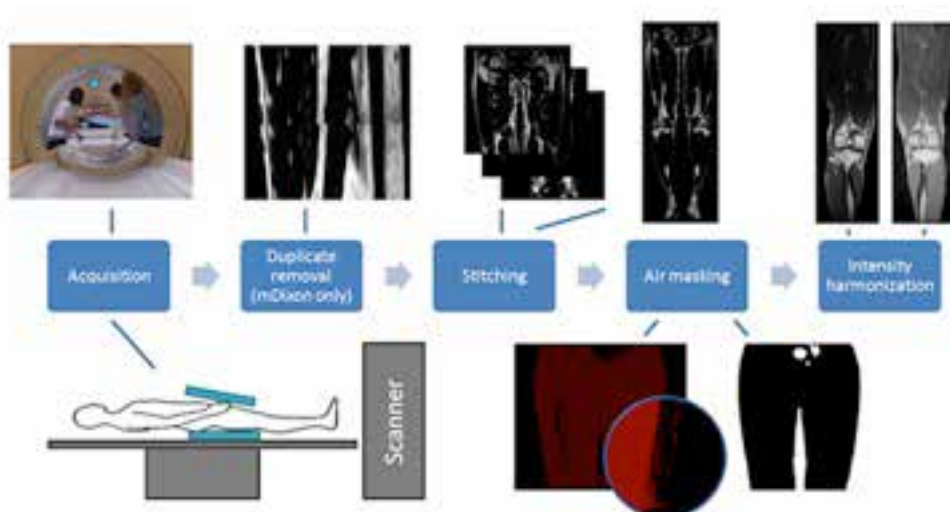 Acquisition
Duplicate
removal
(mDixon only)
Stitching
Air masking
Intensity
harmonization
Scanner